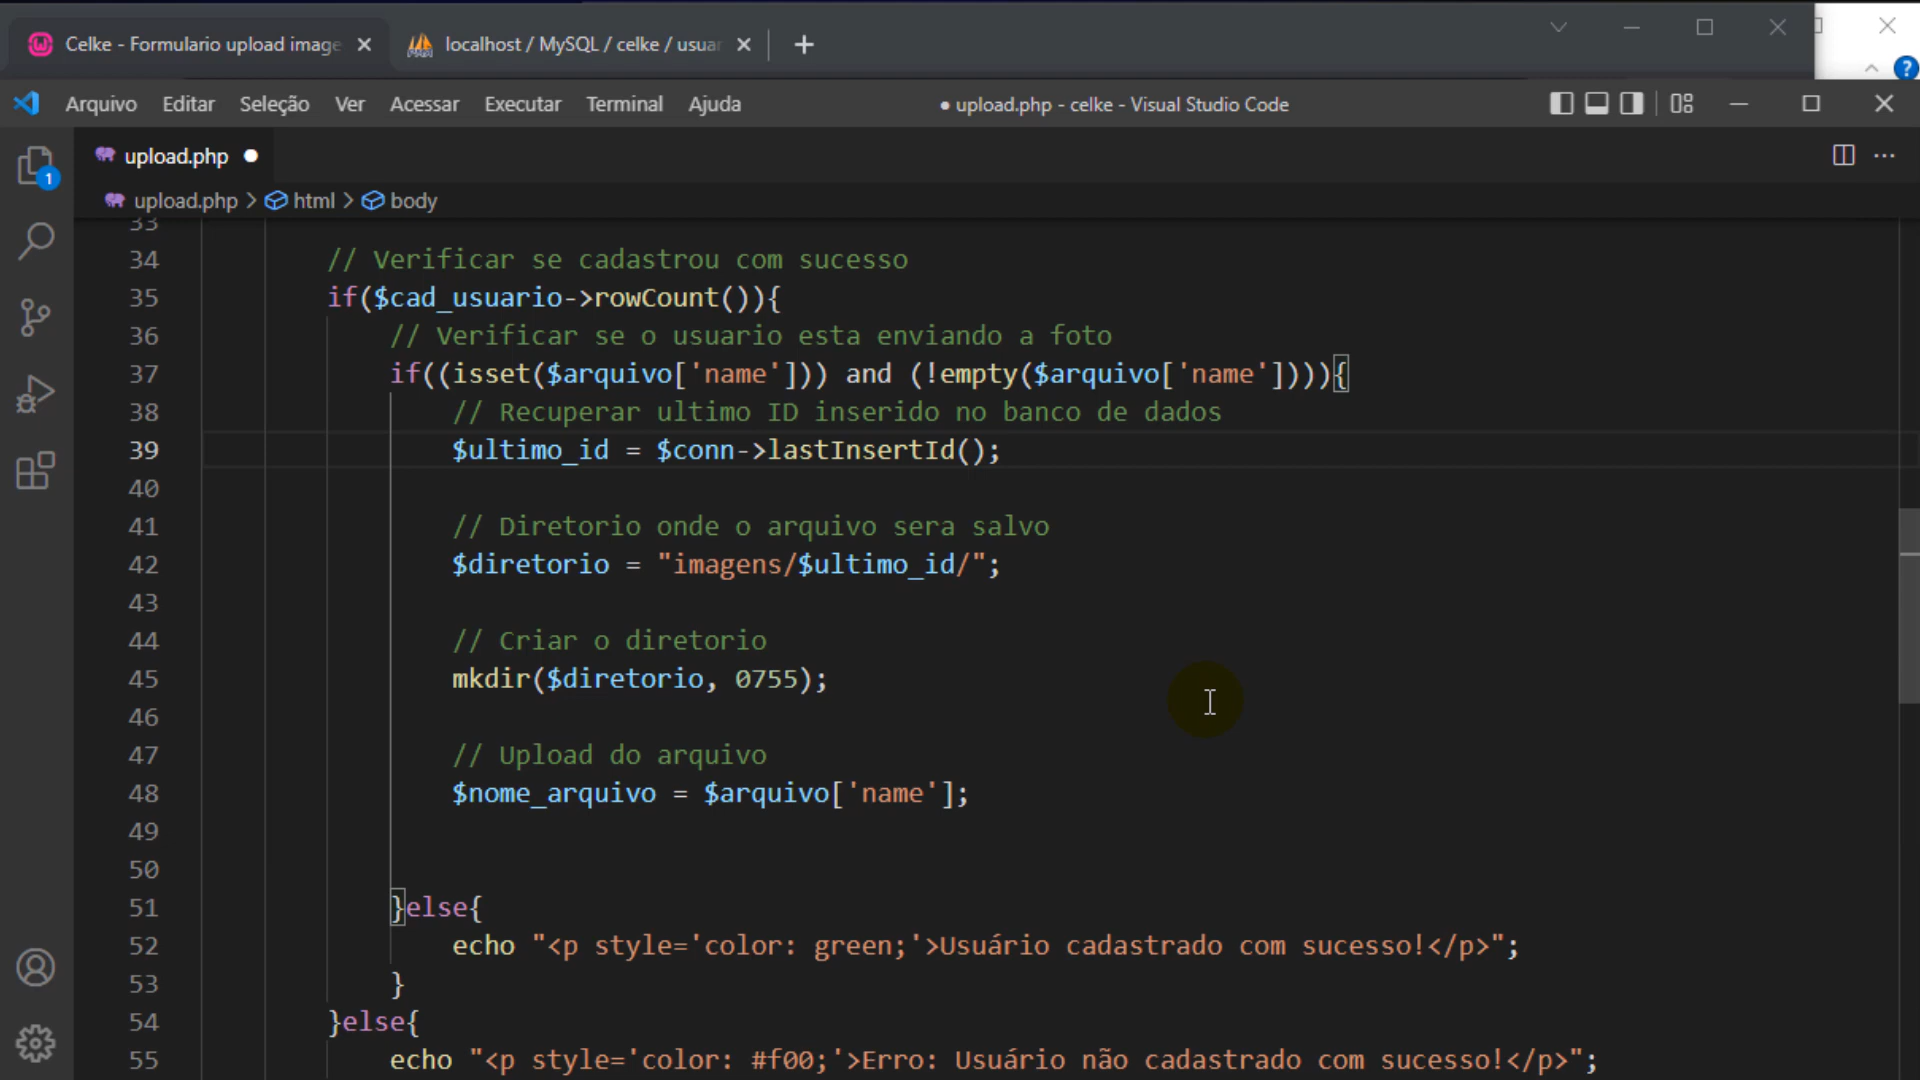 Celke - Formulario upload image
localhost / MySQL / celke / usuar
Arquivo Editar Seleção Ver Acessar Executar Terminal Ajuda
● upload.php - celke - Visual Studio Code
upload.php
upload.php > html > body
1
33
34 // Verificar se cadastrou com sucesso
35 if($cad_usuario->rowCount()){
36 // Verificar se o usuario esta enviando a foto
37 if((isset($arquivo['name'])) and (!empty($arquivo['name']))){
38 // Recuperar ultimo ID inserido no banco de dados
39 $ultimo_id = $conn->lastInsertId();
40
41 // Diretorio onde o arquivo sera salvo
42 $diretorio = "imagens/$ultimo_id/";
43
44 // Criar o diretorio
45 mkdir($diretorio, 0755);
46
47 // Upload do arquivo
48 $nome_arquivo = $arquivo['name'];
49
50
51 }else{
52 echo "<p style='color: green;'>Usuário cadastrado com sucesso!</p>";
53 }
54 }else{
55 echo "<p style='color: #f00;'>Erro: Usuário não cadastrado com sucesso!</p>";